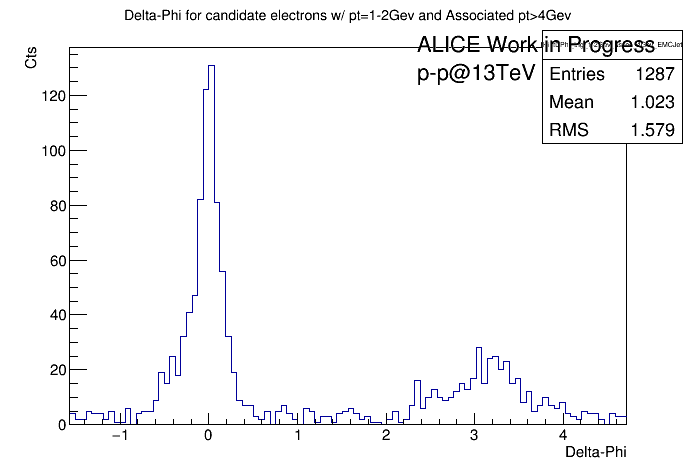 Delta-Phi for candidate electrons w/ pt=1-2Gev and Associated pt>4Gev
Cts
ALICE Work in Progress
p-p@13TeV
EMCJet
Entries 1287
Mean 1.023
RMS 1.579
120
100
80
60
40
20
0
−1 0 1 2 3 4
Delta-Phi